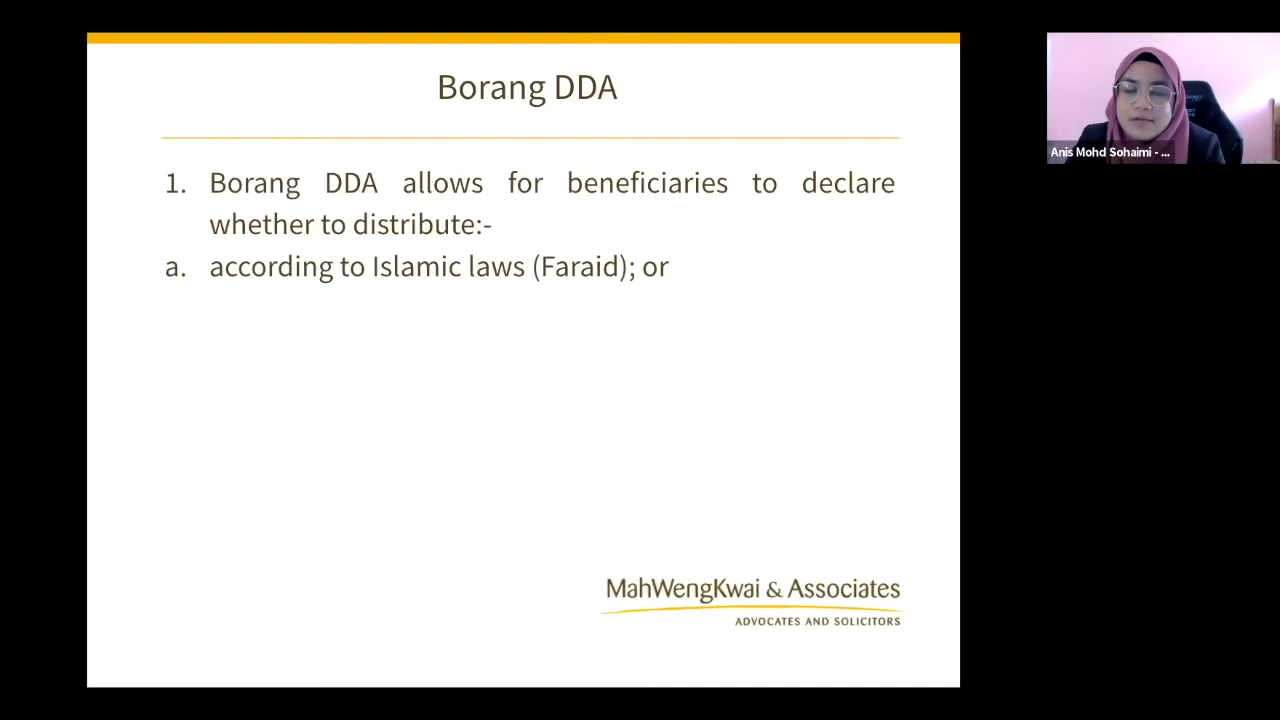 Borang DDA
1. Borang DDA allows for beneficiaries to declare
whether to distribute:-
a. according to Islamic laws (Faraid); or
MahWengKwai & Associates
ADVOCATES AND SOLICITORS
Anis Mohd Sohaimi - ...